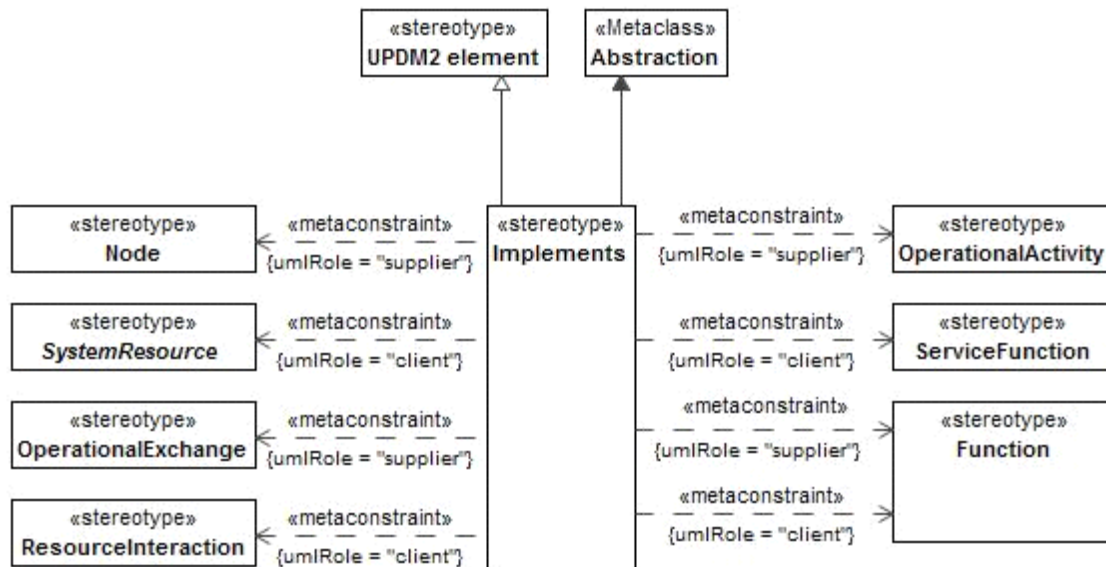 «stereotype»
UPDM2 element
«Metaclass»
Abstraction
«stereotype»
Node
«metaconstraint»
{umlRole = "supplier"}
«stereotype»
Implements
«metaconstraint»
{umlRole = "supplier"}
«stereotype»
OperationalActivity
«stereotype»
SystemResource
«metaconstraint»
{umlRole = "client"}
«metaconstraint»
{umlRole = "client"}
«stereotype»
ServiceFunction
«stereotype»
OperationalExchange
«metaconstraint»
{umlRole = "supplier"}
«metaconstraint»
{umlRole = "supplier"}
«stereotype»
Function
«stereotype»
ResourceInteraction
«metaconstraint»
{umlRole = "client"}
«metaconstraint»
{umlRole = "client"}